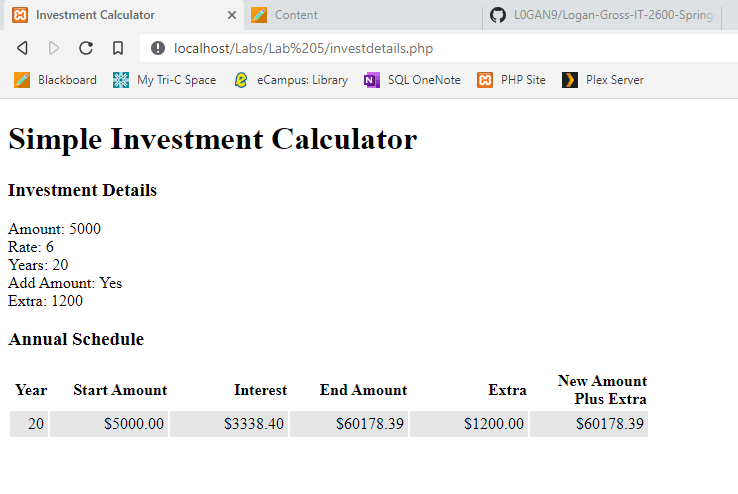 Investment Calculator
Content
L0GAN9/Logan-Gross-IT-2600-Spring-
localhost/Labs/Lab%205/investdetails.php
Blackboard My Tri-C Space eCampus: Library SQL OneNote PHP Site Plex Server
Simple Investment Calculator
Investment Details
Amount: 5000
Rate: 6
Years: 20
Add Amount: Yes
Extra: 1200
Annual Schedule
Year Start Amount Interest End Amount Extra New Amount Plus Extra
20 $5000.00 $3338.40 $60178.39 $1200.00 $60178.39